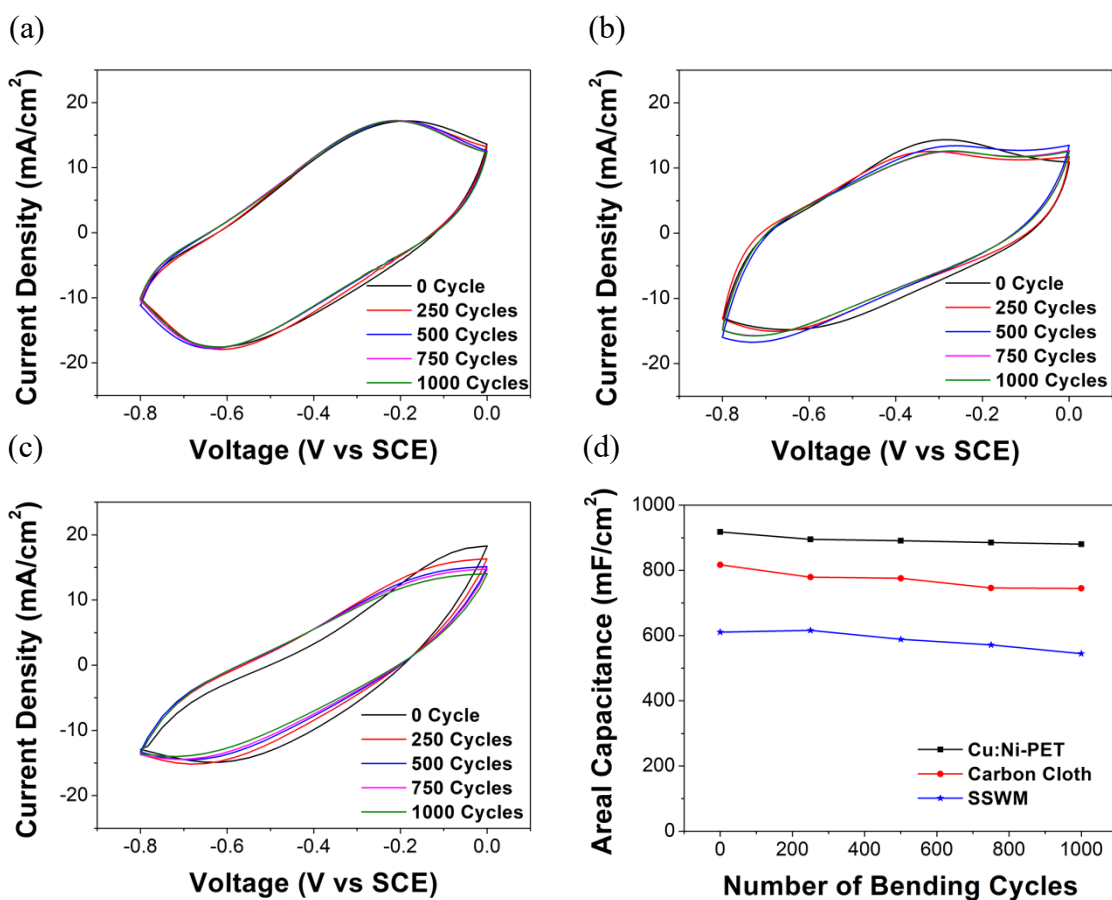 (a)
Current Density (mA/cm²)
20
10
0
-10
-20
-0.8
-0.6
-0.4
-0.2
0.0
0 Cycle
250 Cycles
500 Cycles
750 Cycles
1000 Cycles
Voltage (V vs SCE)
(b)
Current Density (mA/cm²)
20
10
0
-10
-20
-0.8
-0.6
-0.4
-0.2
0.0
0 Cycle
250 Cycles
500 Cycles
750 Cycles
1000 Cycles
Voltage (V vs SCE)
(c)
Current Density (mA/cm²)
20
10
0
-10
-20
-0.8
-0.6
-0.4
-0.2
0.0
0 Cycle
250 Cycles
500 Cycles
750 Cycles
1000 Cycles
Voltage (V vs SCE)
(d)
Areal Capacitance (mF/cm²)
1000
800
600
400
200
0
0
200
400
600
800
1000
Cu:Ni-PET
Carbon Cloth
SSWM
Number of Bending Cycles